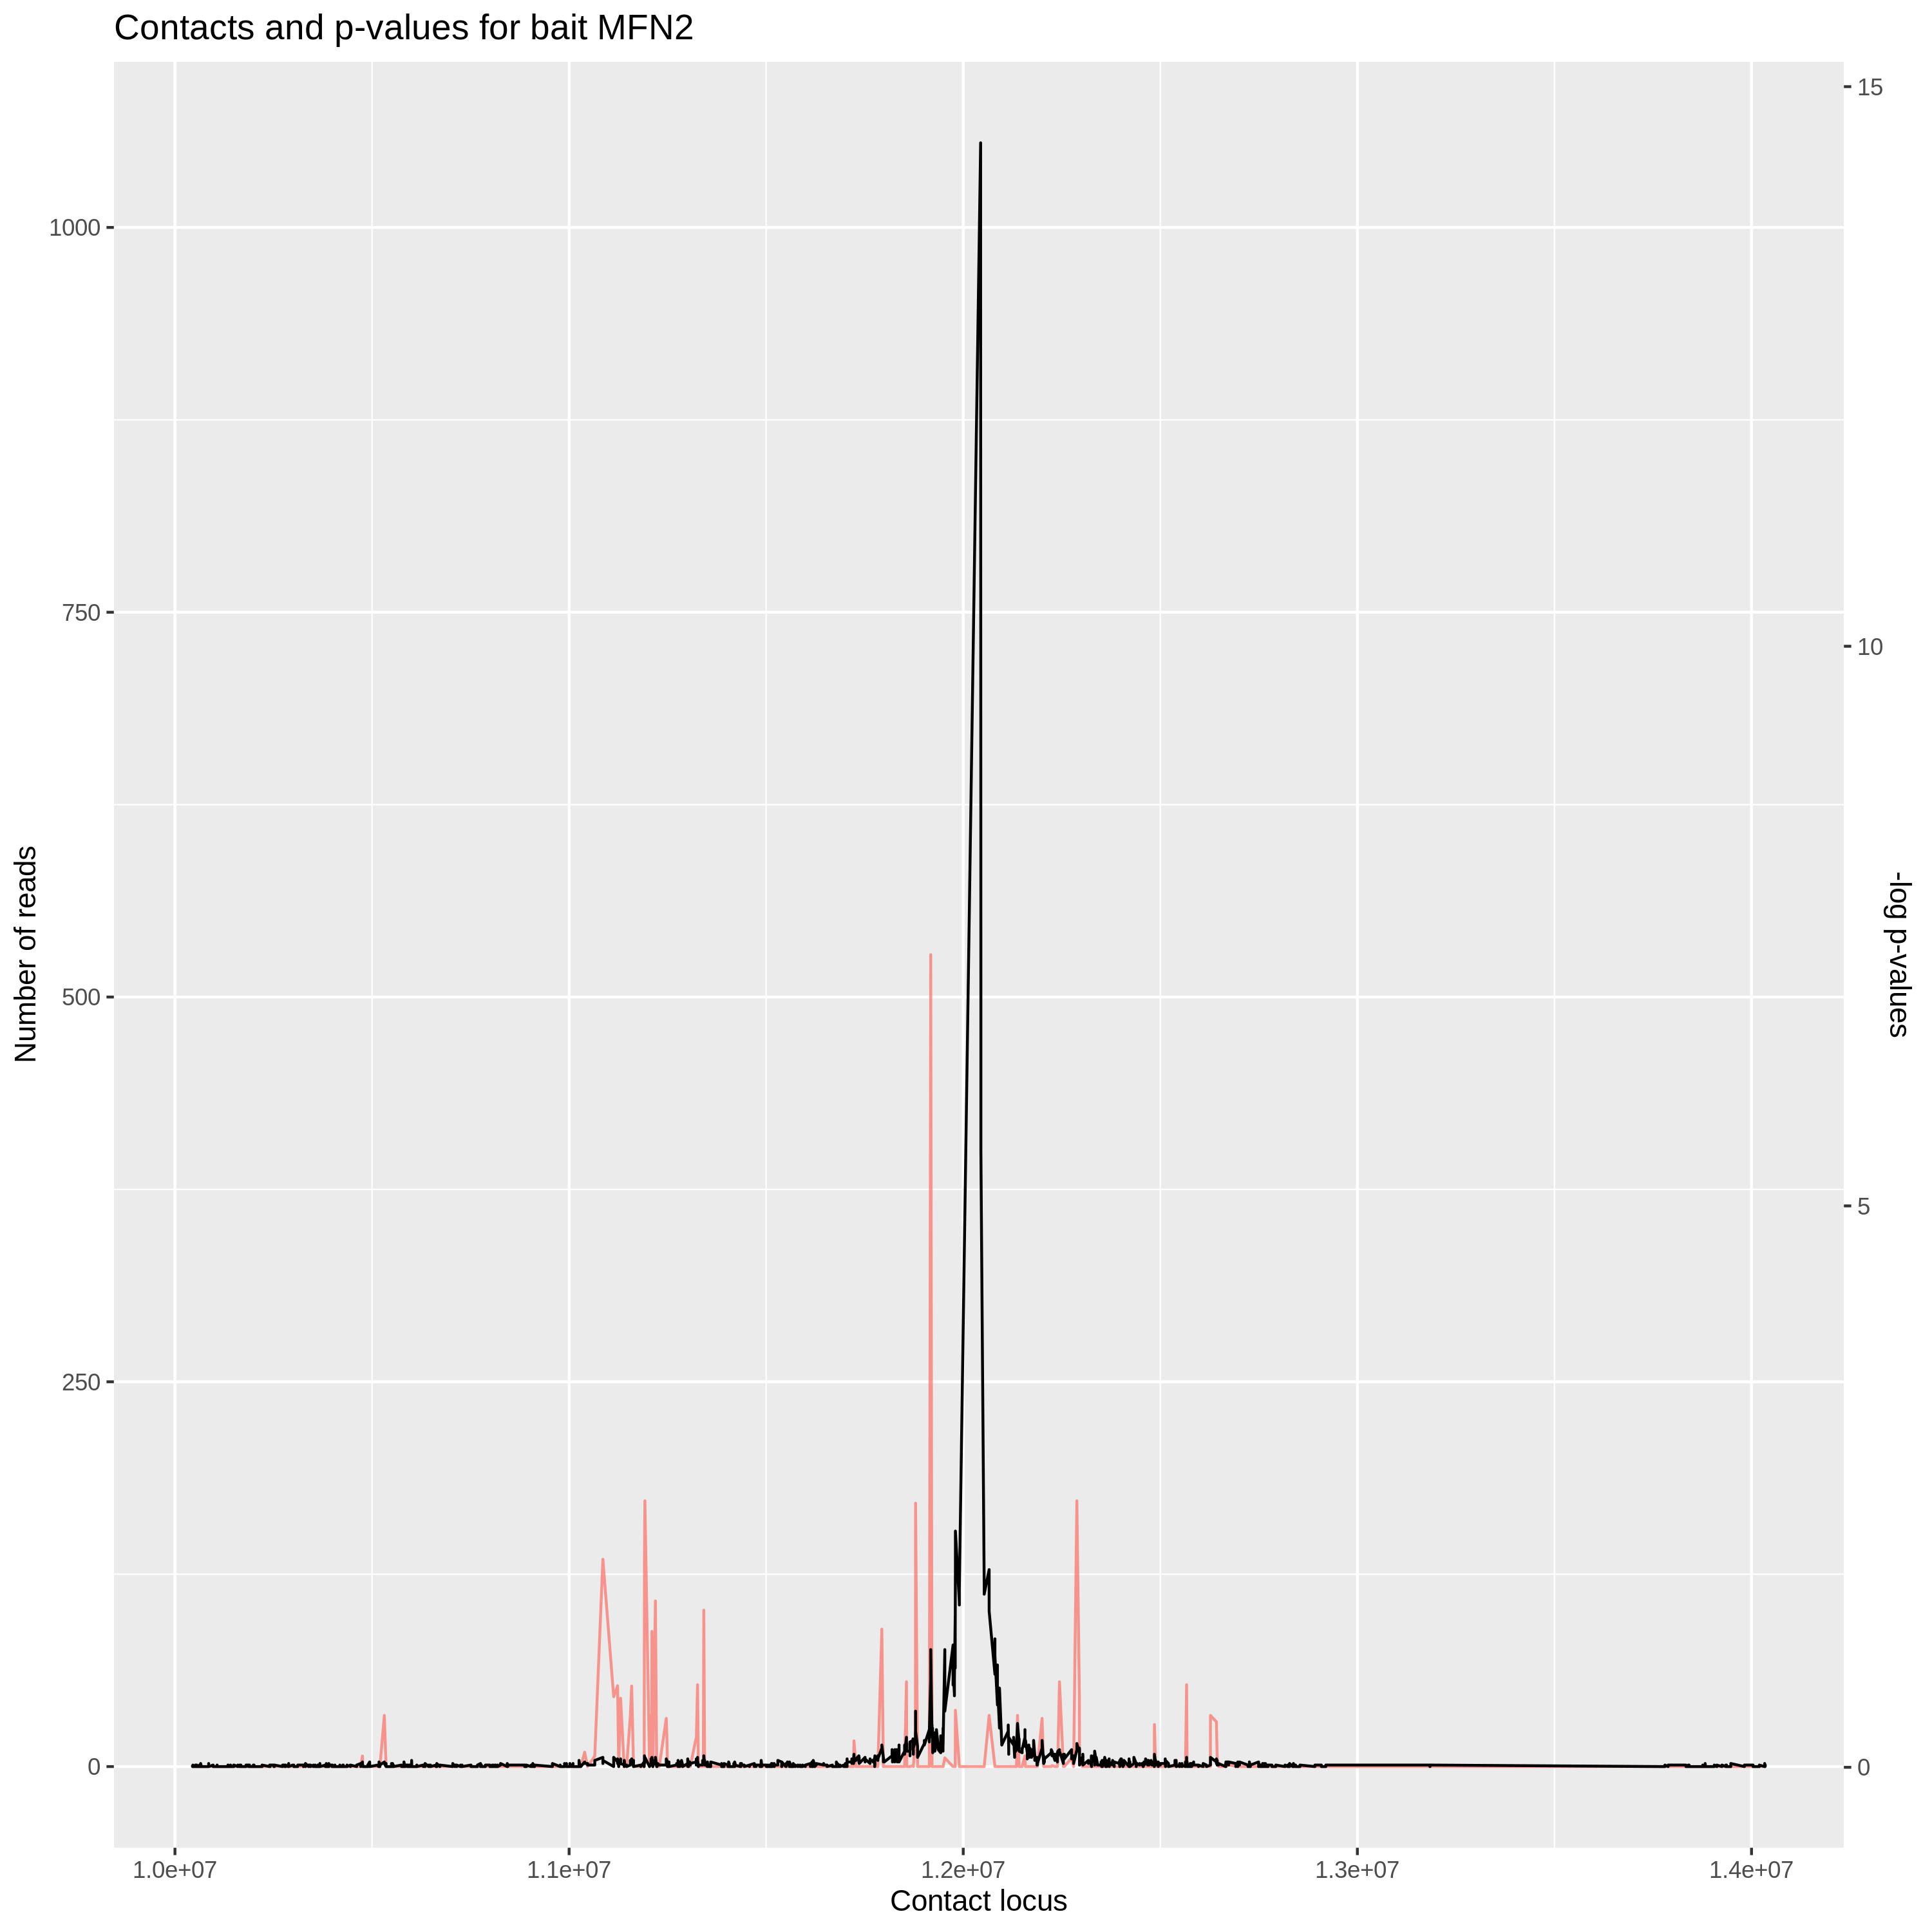 Contacts and p-values for bait MFN2
Number of reads
1000
750
500
250
0
15
10
5
0
-log p-values
1.0e+07 1.1e+07 1.2e+07 1.3e+07 1.4e+07
Contact locus